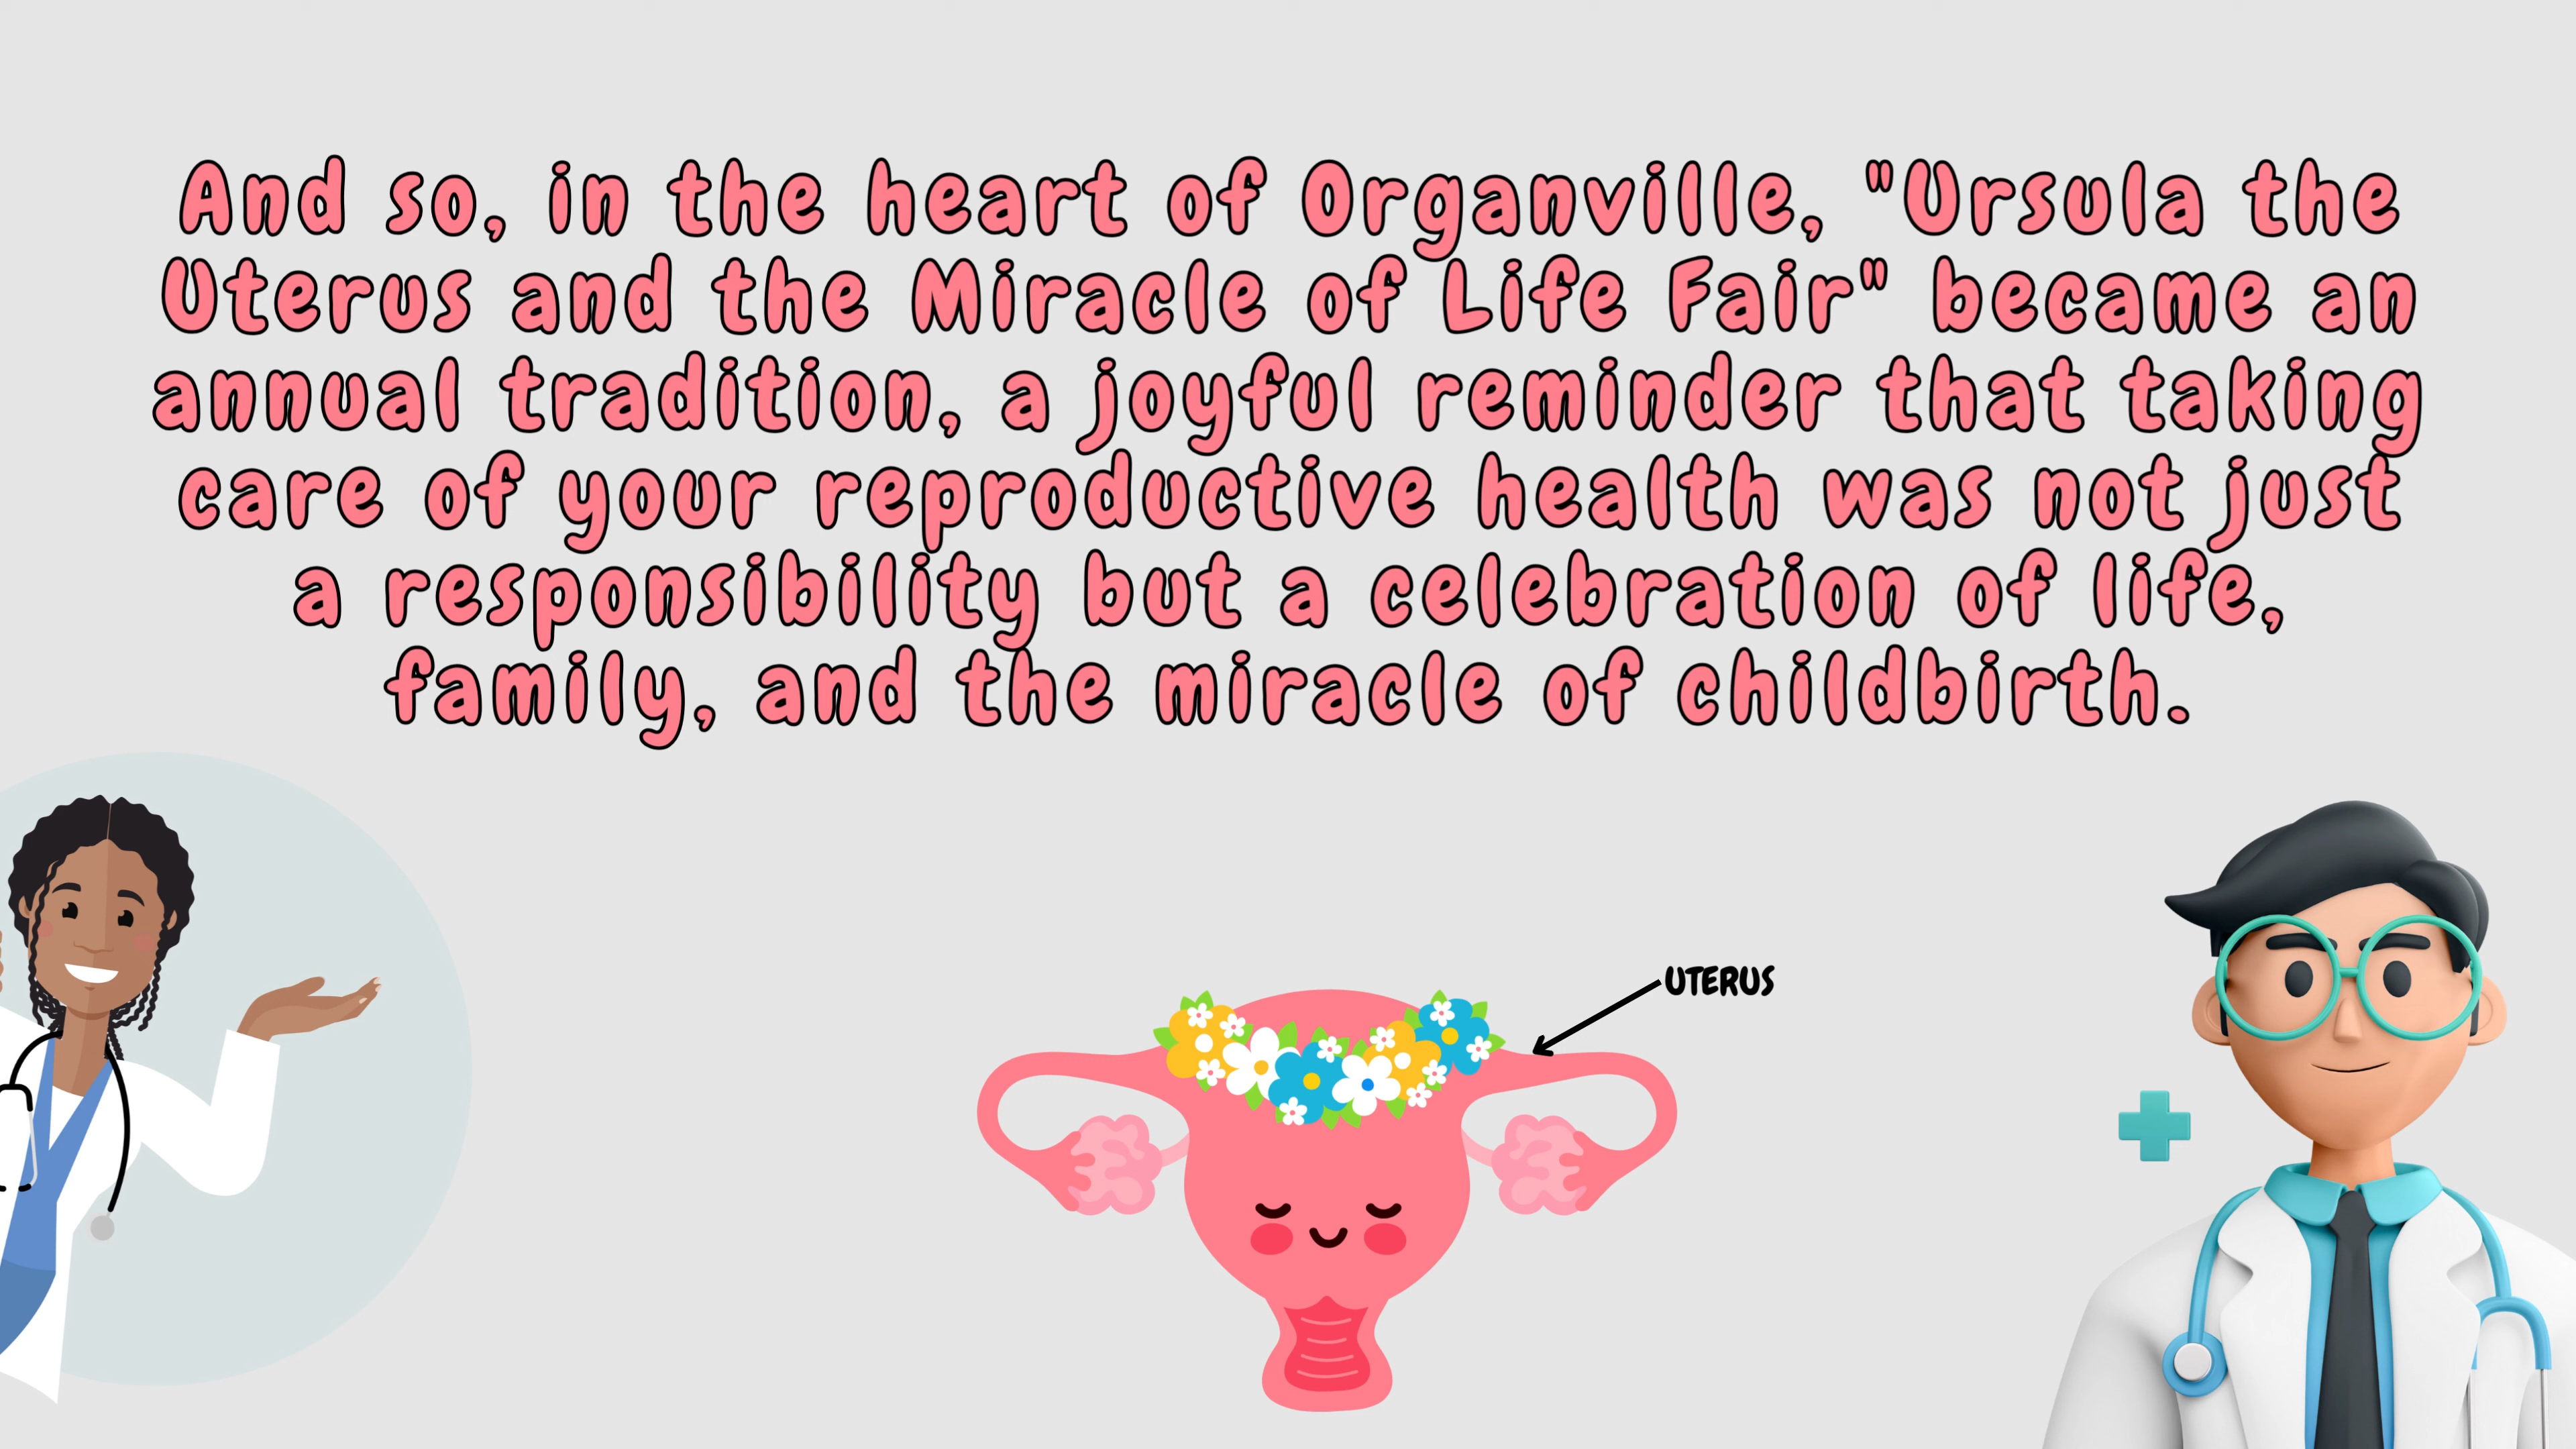 And so, in the heart of Organville, "Ursula the
Uterus and the Miracle of Life Fair" became an
annual tradition, a joyful reminder that taking
care of your reproductive health was not just
a responsibility but a celebration of life,
family, and the miracle of childbirth.
UTERUS